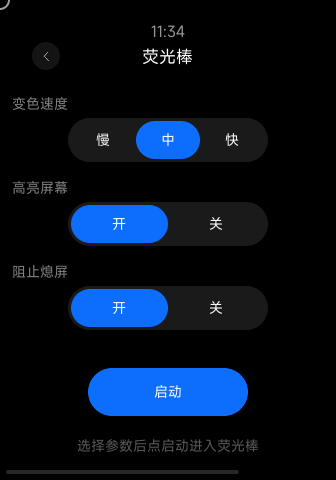 11:34
荧光棒
变色速度
慢 中 快
高亮屏幕
开 关
阻止熄屏
开 关
启动
选择参数后点启动进入荧光棒